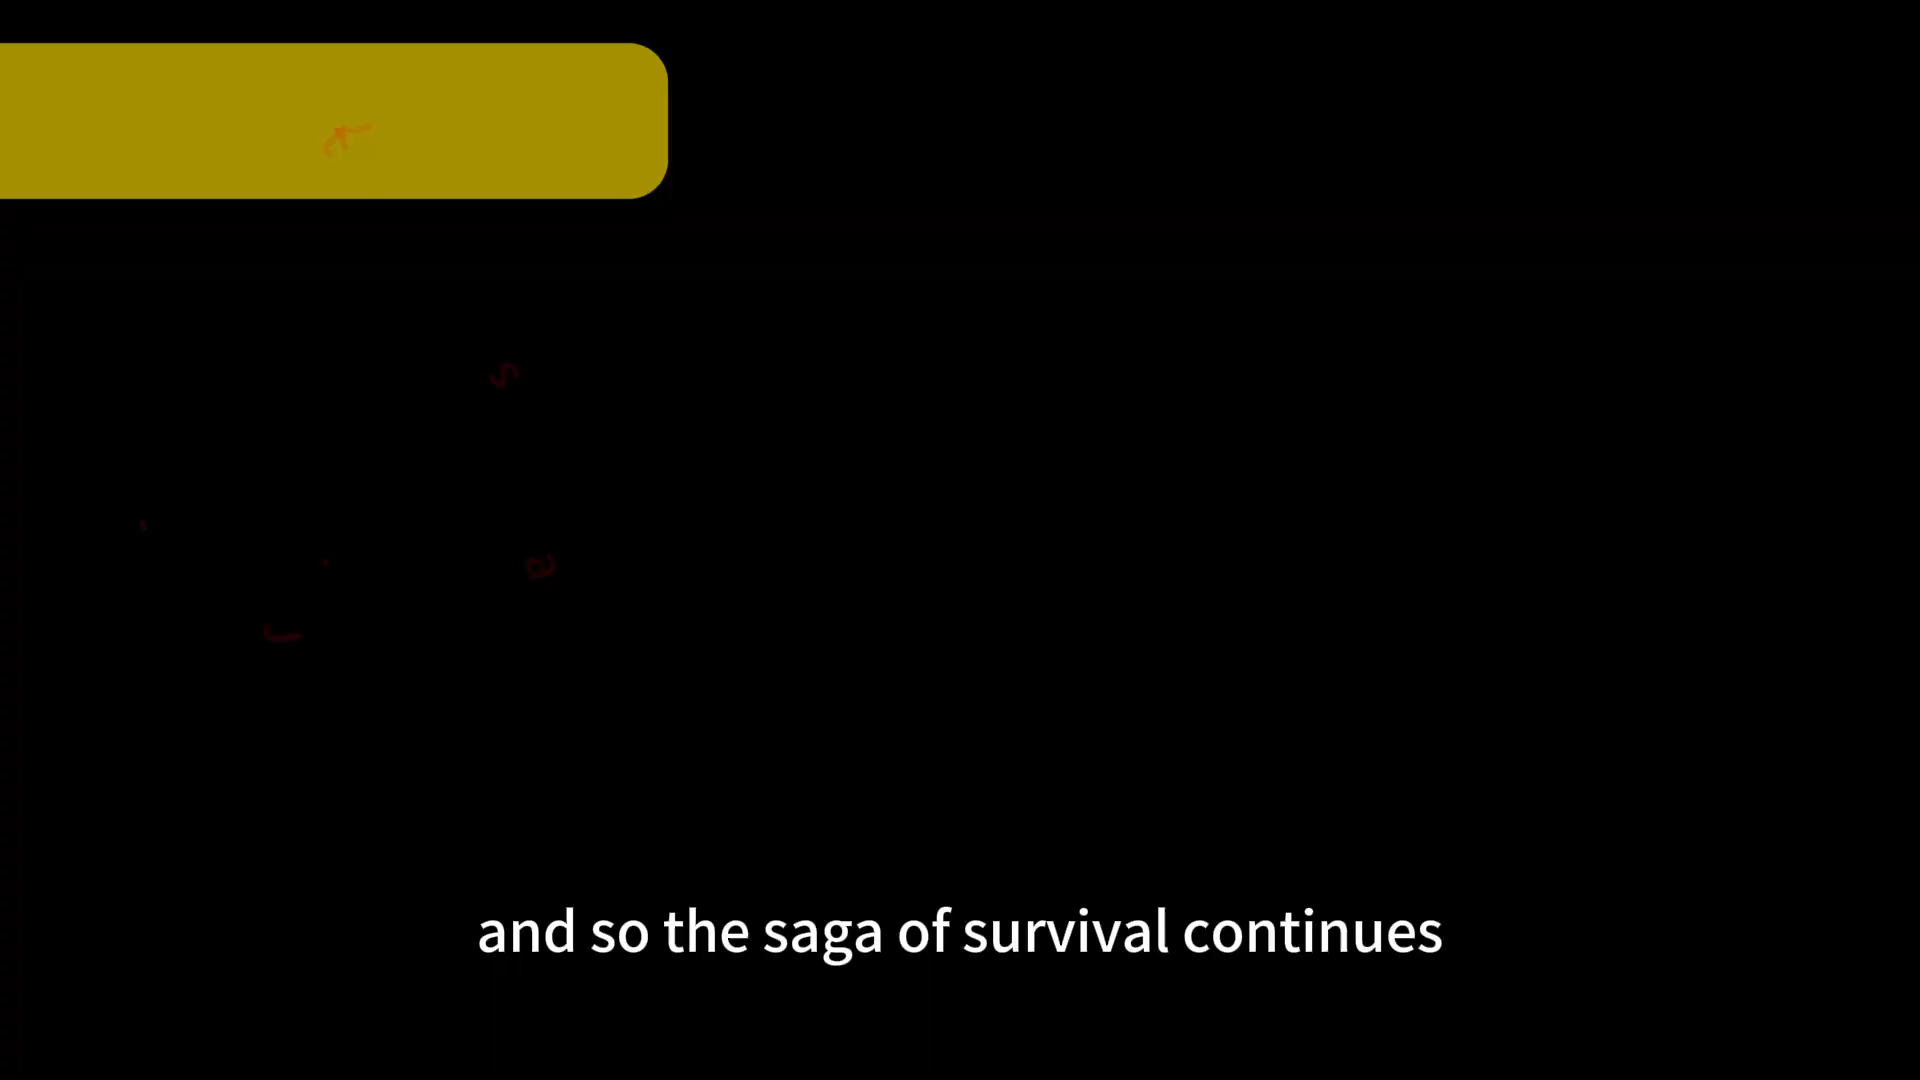 and so the saga of survival continues